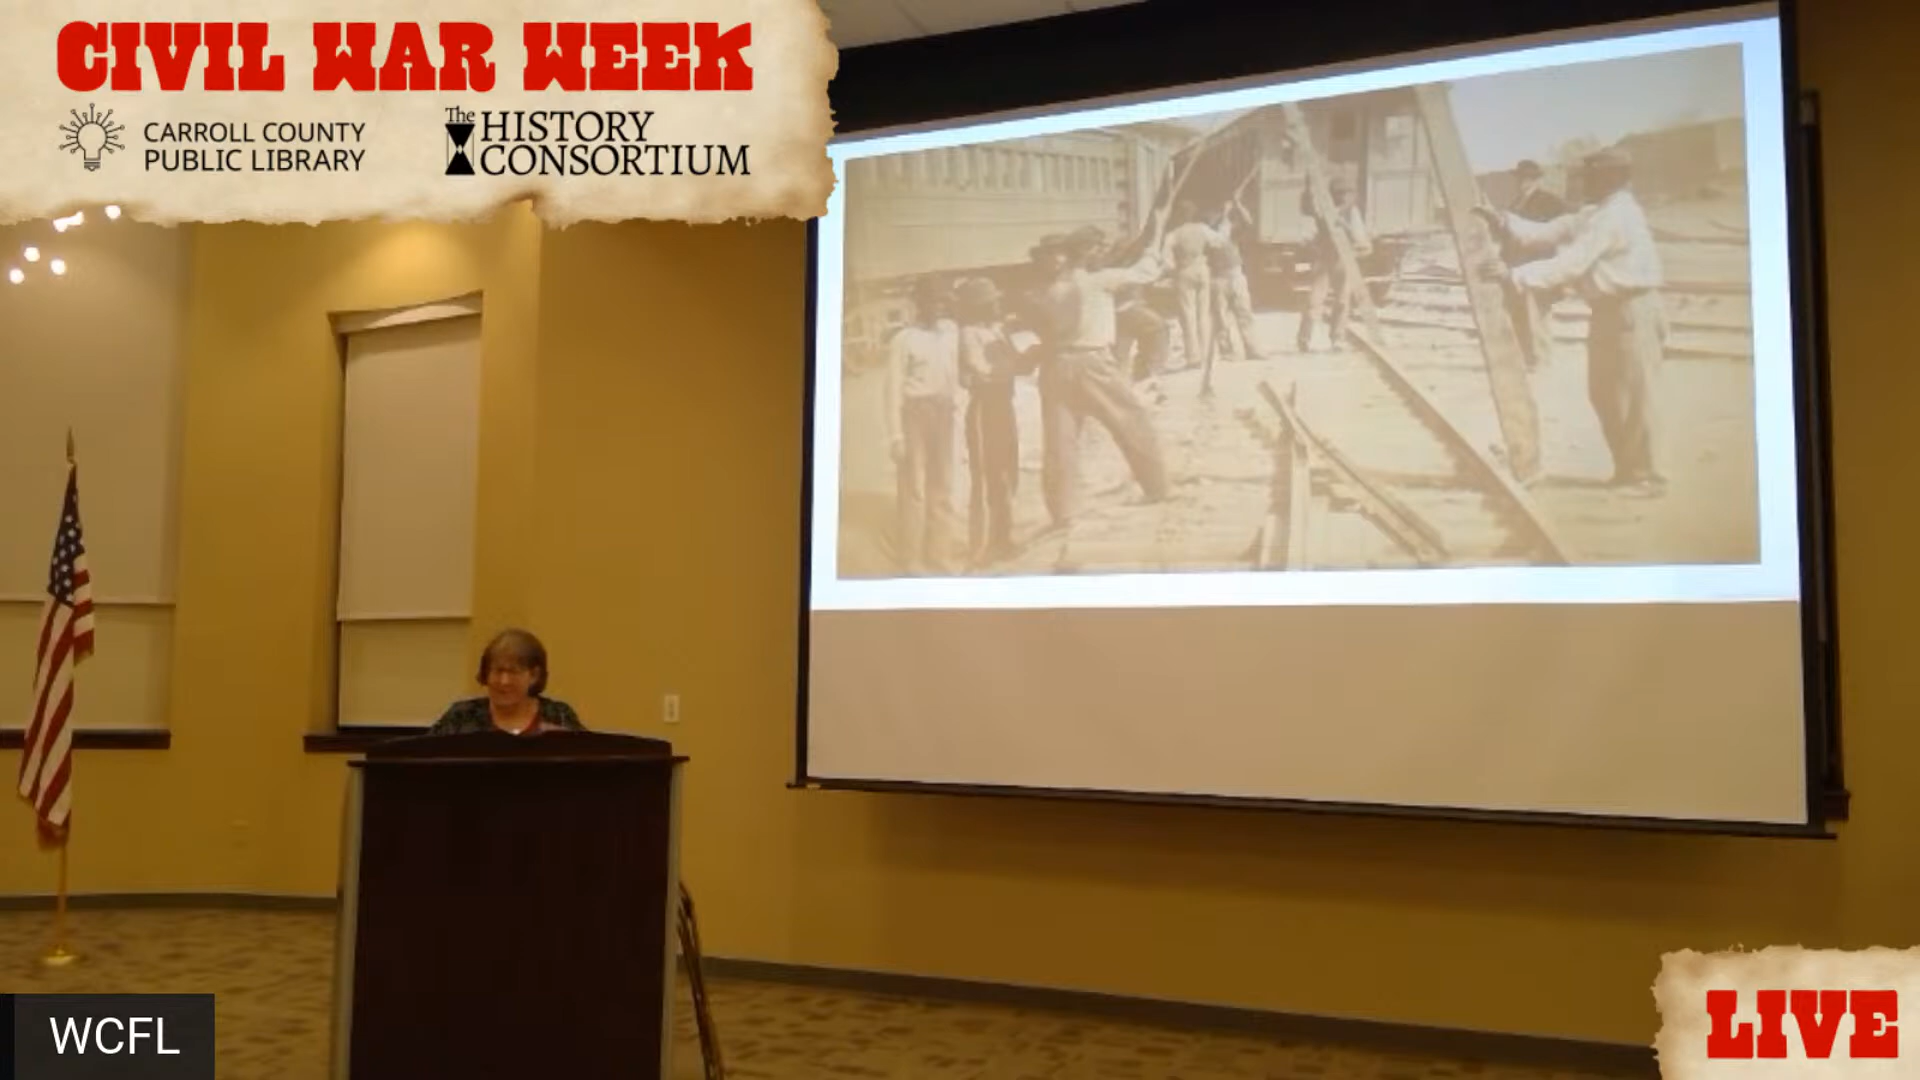 CIVIL WAR WEEK
CARROLL COUNTY
PUBLIC LIBRARY
The
HISTORY
CONSORTIUM
WCFL
LIVE